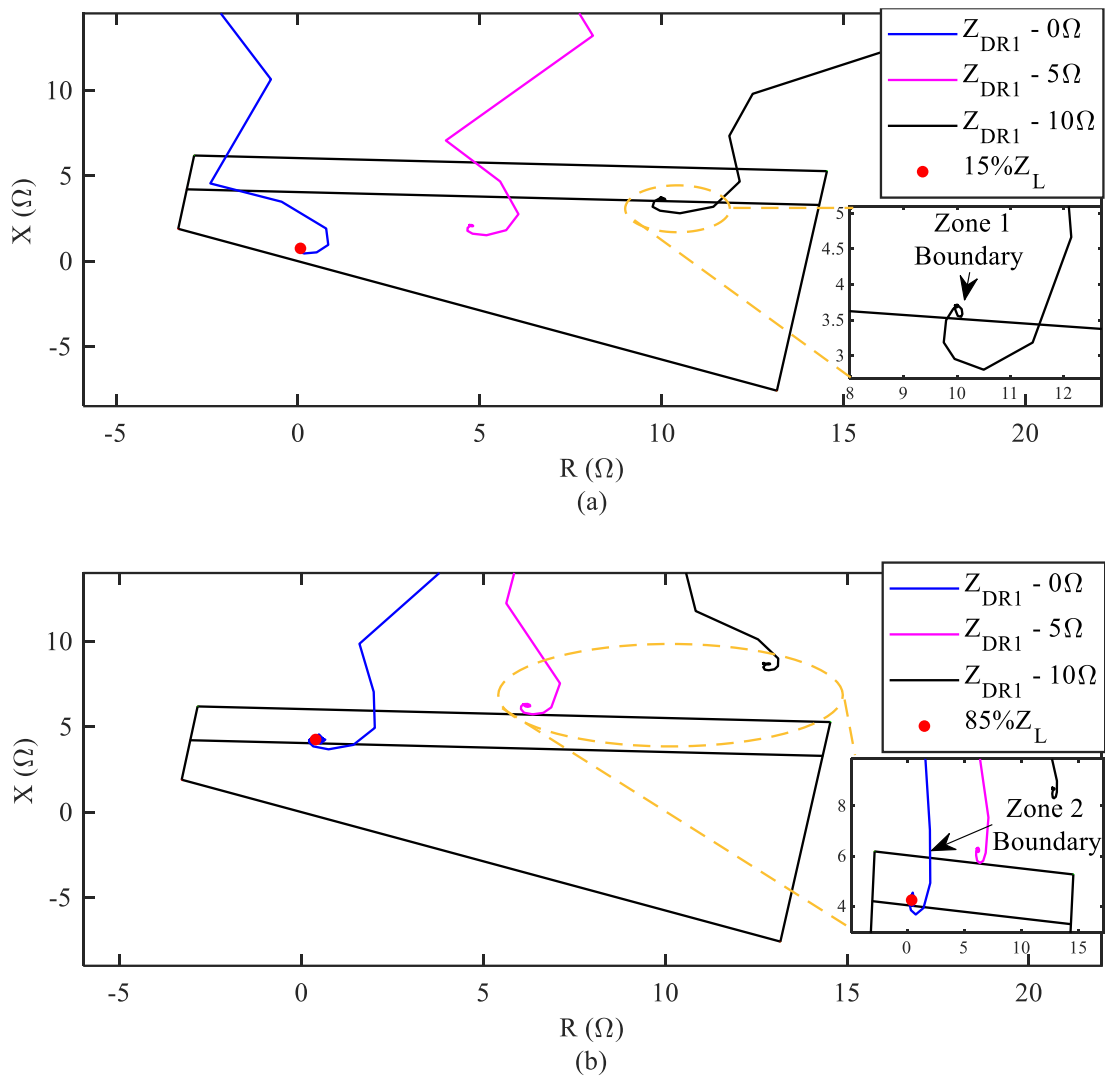 Z_DR1 - 0Ω
Z_DR1 - 5Ω
Z_DR1 - 10Ω
15%Z_L
10
5
0
-5
X (Ω)
Zone 1
Boundary
5
4.5
4
3.5
3
8 9 10 11 12
-5 0 5 10 15 20
R (Ω)
(a)
Z_DR1 - 0Ω
Z_DR1 - 5Ω
Z_DR1 - 10Ω
85%Z_L
10
5
0
-5
X (Ω)
Zone 2
Boundary
8
6
4
0 5 10 15
-5 0 5 10 15 20
R (Ω)
(b)